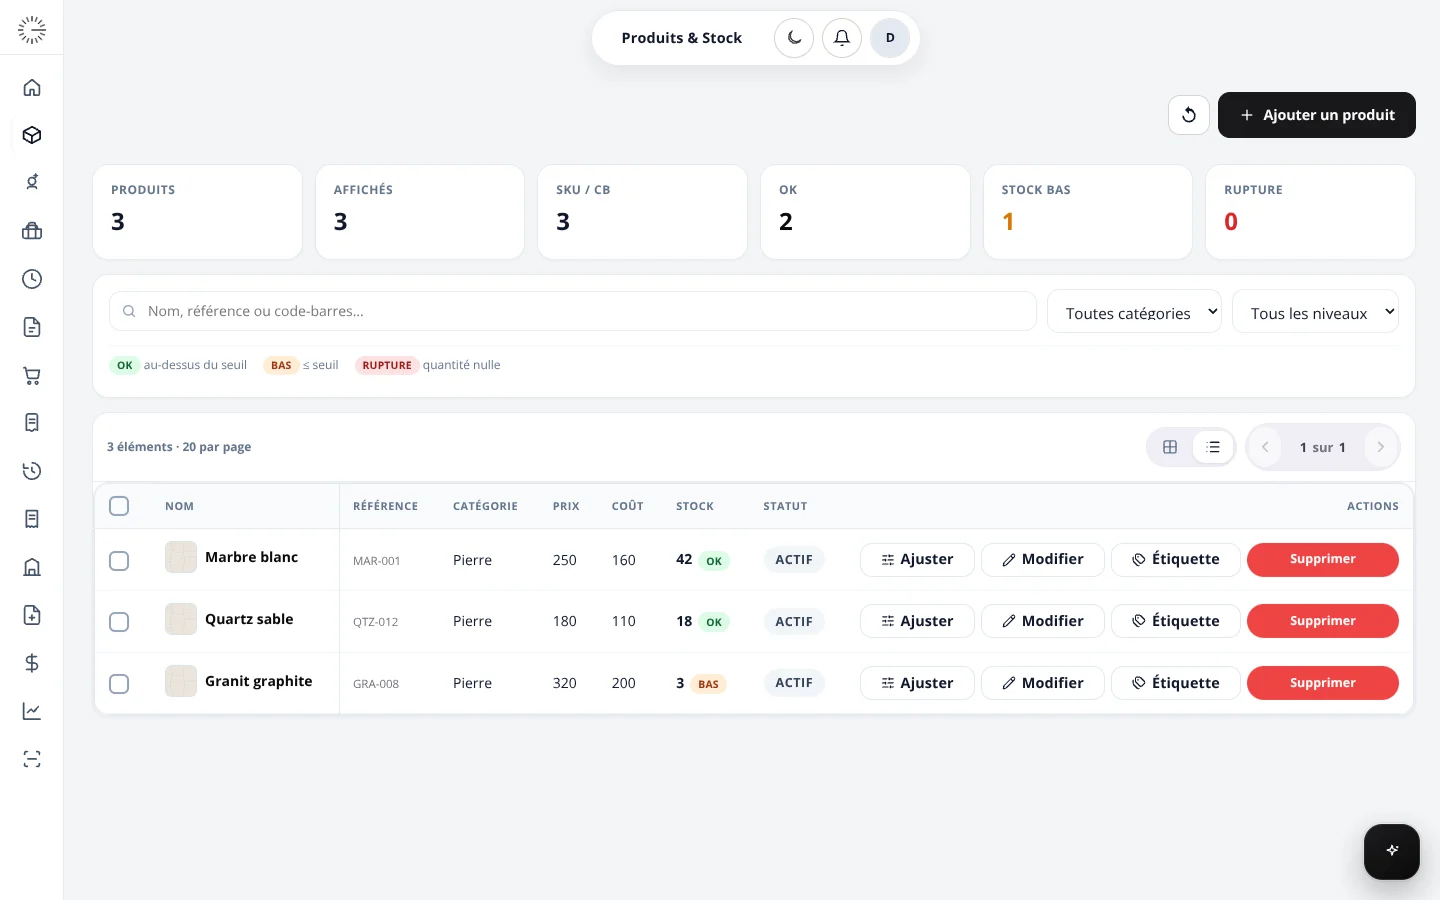 Produits & Stock
D
Ajouter un produit
PRODUITS
3
AFFICHÉS
3
SKU / CB
3
OK
2
STOCK BAS
1
RUPTURE
0
Nom, référence ou code-barres...
Toutes catégories
Tous les niveaux
OK au-dessus du seuil BAS ≤ seuil RUPTURE quantité nulle
3 éléments · 20 par page
1 sur 1
NOM RÉFÉRENCE CATÉGORIE PRIX COÛT STOCK STATUT ACTIONS
Marbre blanc MAR-001 Pierre 250 160 42 OK ACTIF Ajuster Modifier Étiquette Supprimer
Quartz sable QTZ-012 Pierre 180 110 18 OK ACTIF Ajuster Modifier Étiquette Supprimer
Granit graphite GRA-008 Pierre 320 200 3 BAS ACTIF Ajuster Modifier Étiquette Supprimer